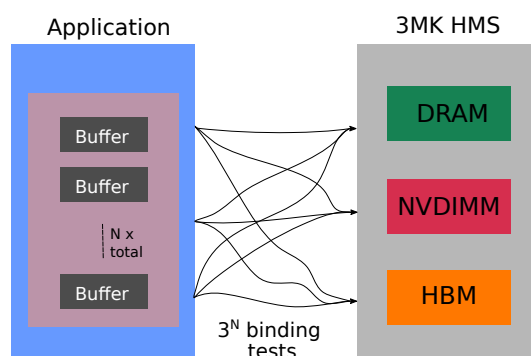 Application
3MK HMS
Buffer
Buffer
N x
total
Buffer
DRAM
NVDIMM
HBM
3ᴺ binding
tests